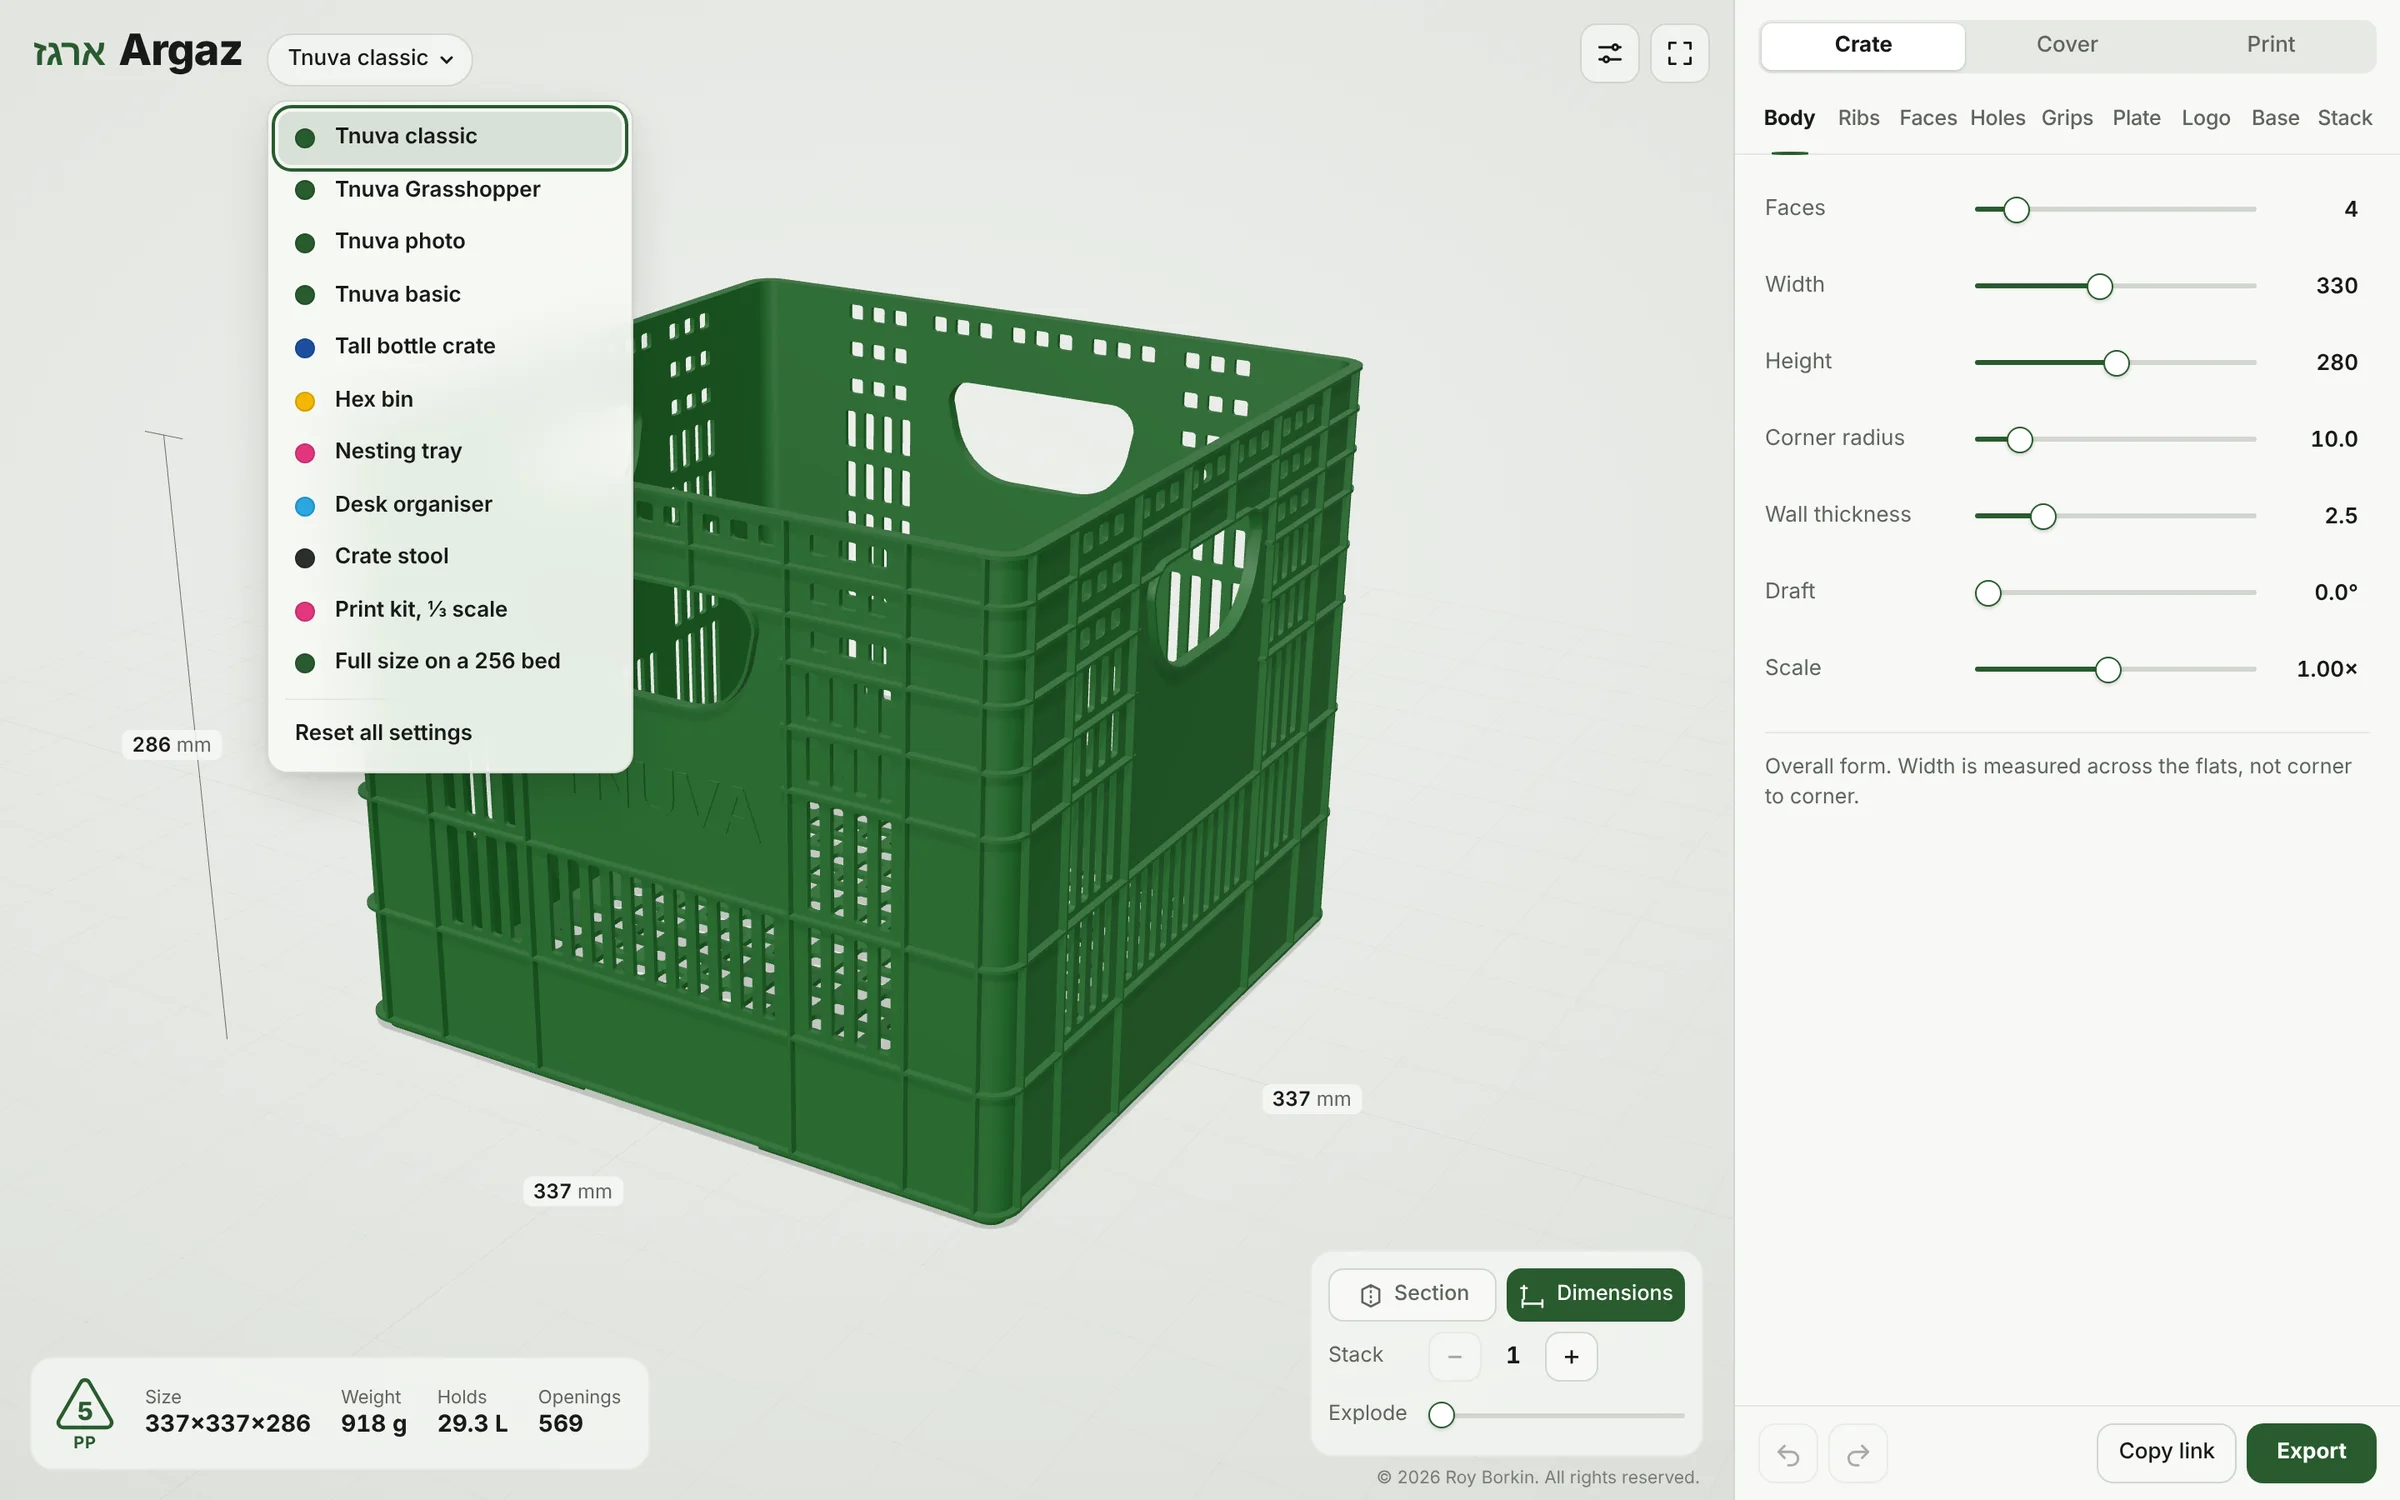 ארגז Argaz
Tnuva classic
Tnuva classic
Tnuva Grasshopper
Tnuva photo
Tnuva basic
Tall bottle crate
Hex bin
Nesting tray
Desk organiser
Crate stool
Print kit, ⅓ scale
Full size on a 256 bed
Reset all settings
TNUVA
286 mm
337 mm
337 mm
5
PP
Size
337×337×286
Weight
918 g
Holds
29.3 L
Openings
569
Section
Dimensions
Stack
− 1 +
Explode
© 2026 Roy Borkin. All rights reserved.
Crate Cover Print
Body Ribs Faces Holes Grips Plate Logo Base Stack
Faces 4
Width 330
Height 280
Corner radius 10.0
Wall thickness 2.5
Draft 0.0°
Scale 1.00×
Overall form. Width is measured across the flats, not corner
to corner.
Copy link
Export